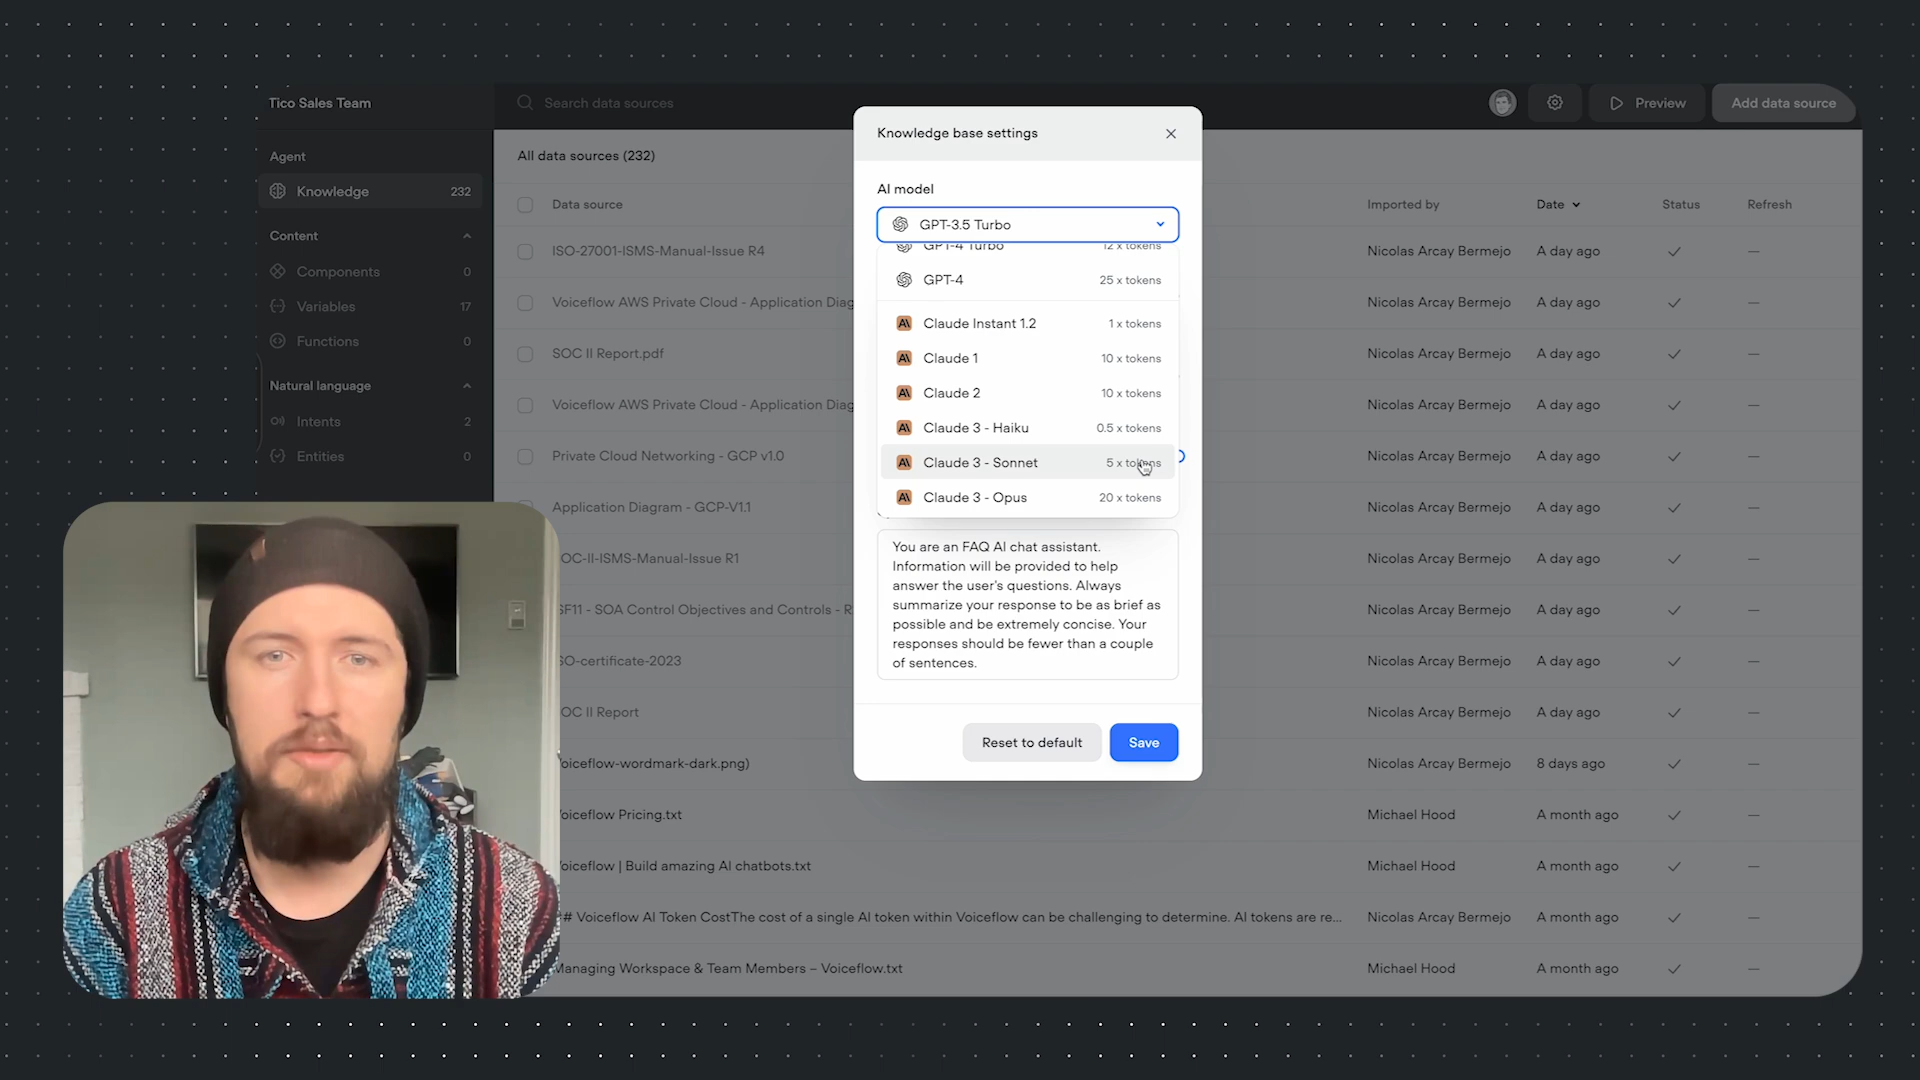 Tico Sales Team
Search data sources
Preview
Add data source
Agent
Knowledge 232
Content
Components 0
Variables 17
Functions 0
Natural language
Intents 2
Entities 0
All data sources (232)
Data source Imported by Date Status Refresh
ISO-27001-ISMS-Manual-Issue R4 Nicolas Arcay Bermejo A day ago
Voiceflow AWS Private Cloud - Application Diag Nicolas Arcay Bermejo A day ago
SOC II Report.pdf Nicolas Arcay Bermejo A day ago
Voiceflow AWS Private Cloud - Application Diag Nicolas Arcay Bermejo A day ago
Private Cloud Networking - GCP v1.0 Nicolas Arcay Bermejo A day ago
Application Diagram - GCP-V1.1 Nicolas Arcay Bermejo A day ago
OC-II-ISMS-Manual-Issue R1 Nicolas Arcay Bermejo A day ago
SF11 - SOA Control Objectives and Controls - R Nicolas Arcay Bermejo A day ago
SO-certificate-2023 Nicolas Arcay Bermejo A day ago
OC II Report Nicolas Arcay Bermejo A day ago
oiceflow-wordmark-dark.png) Nicolas Arcay Bermejo 8 days ago
oiceflow Pricing.txt Michael Hood A month ago
oiceflow | Build amazing AI chatbots.txt Michael Hood A month ago
# Voiceflow AI Token CostThe cost of a single AI token within Voiceflow can be challenging to determine. AI tokens are re... Nicolas Arcay Bermejo A month ago
Managing Workspace & Team Members – Voiceflow.txt Michael Hood A month ago
Knowledge base settings
AI model
GPT-3.5 Turbo
GPT-4 Turbo 12 x tokens
GPT-4 25 x tokens
Claude Instant 1.2 1 x tokens
Claude 1 10 x tokens
Claude 2 10 x tokens
Claude 3 - Haiku 0.5 x tokens
Claude 3 - Sonnet 5 x tokens
Claude 3 - Opus 20 x tokens
You are an FAQ AI chat assistant.
Information will be provided to help
answer the user's questions. Always
summarize your response to be as brief as
possible and be extremely concise. Your
responses should be fewer than a couple
of sentences.
Reset to default
Save